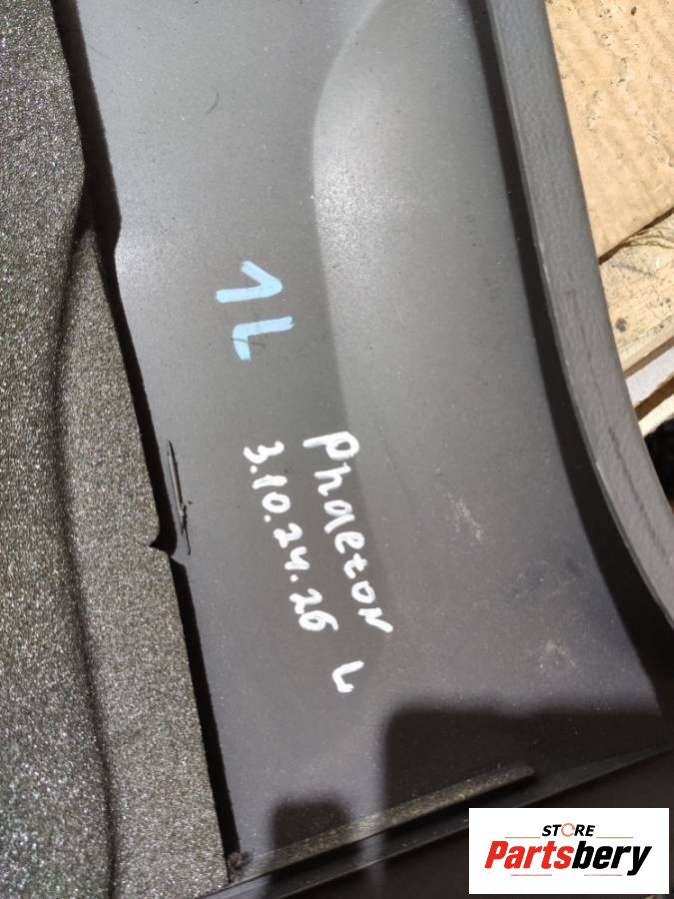 1L
Phaeton L
3.10.24.26
STORE
Partsbery